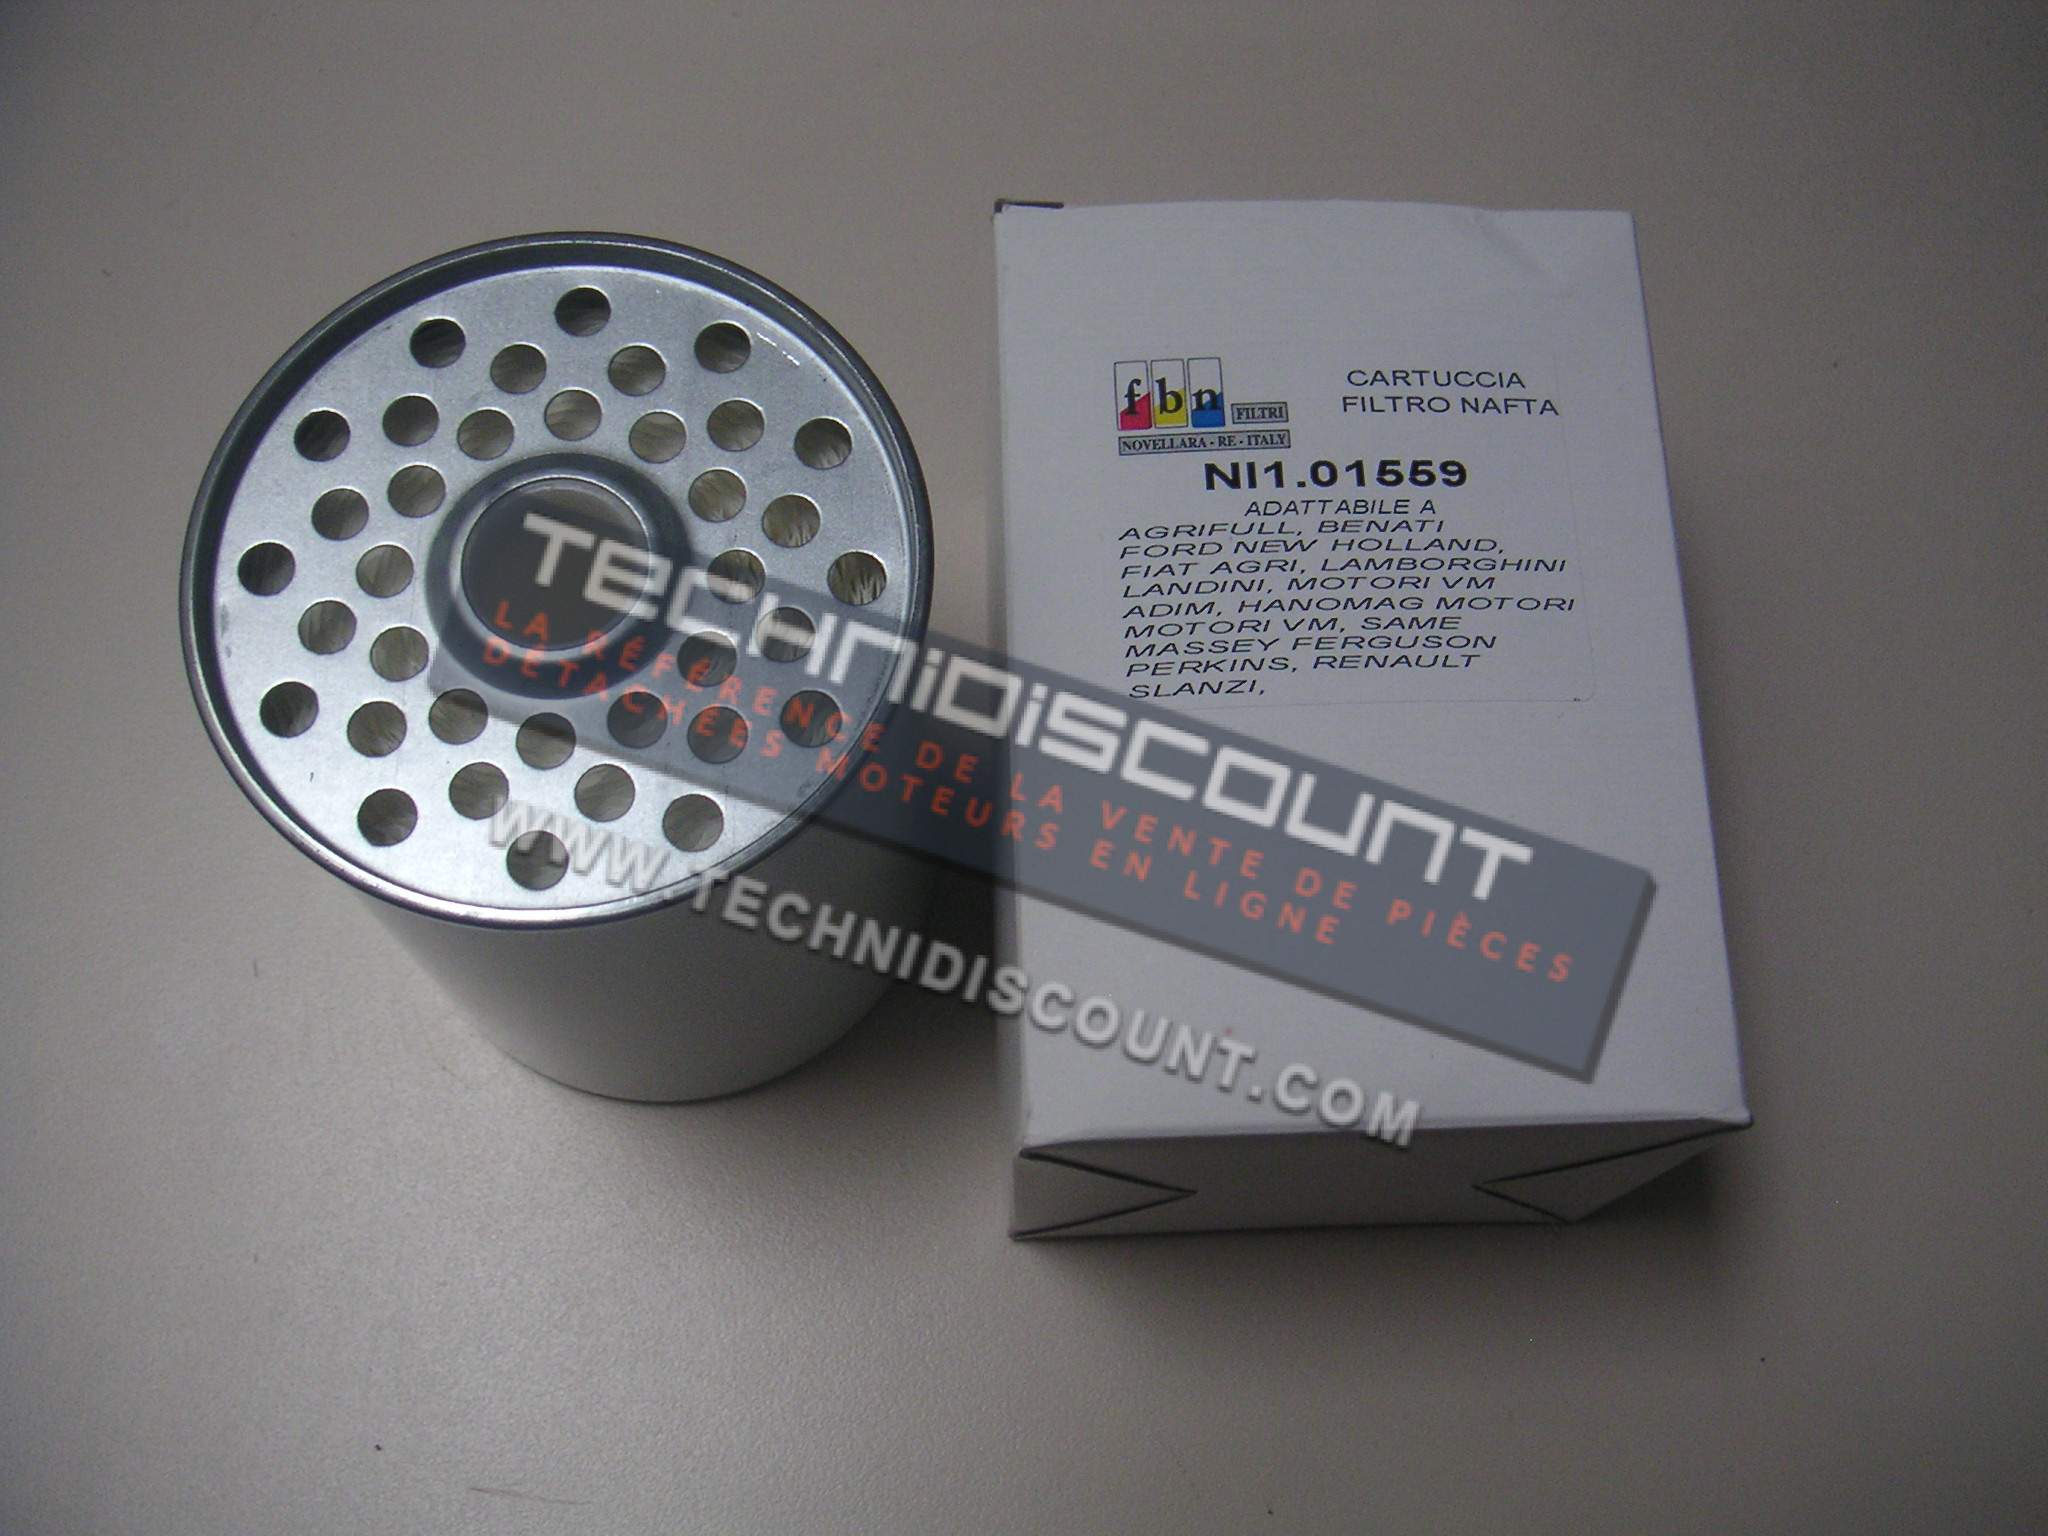 fbn
FILTRI
NOVELLARA - RE - ITALY
CARTUCCIA
FILTRO NAFTA
NI1.01559
ADATTABILE A
AGRIFULL, BENATI
FORD NEW HOLLAND,
FIAT AGRI, LAMBORGHINI
LANDINI, MOTORI VM
ADIM, HANOMAG MOTORI
MOTORI VM, SAME
MASSEY FERGUSON
PERKINS, RENAULT
SLANZI,
TECHNIDISCOUNT
LA RÉFÉRENCE DE LA VENTE DE PIÈCES
DÉTACHÉES MOTEURS EN LIGNE
WWW.TECHNIDISCOUNT.COM